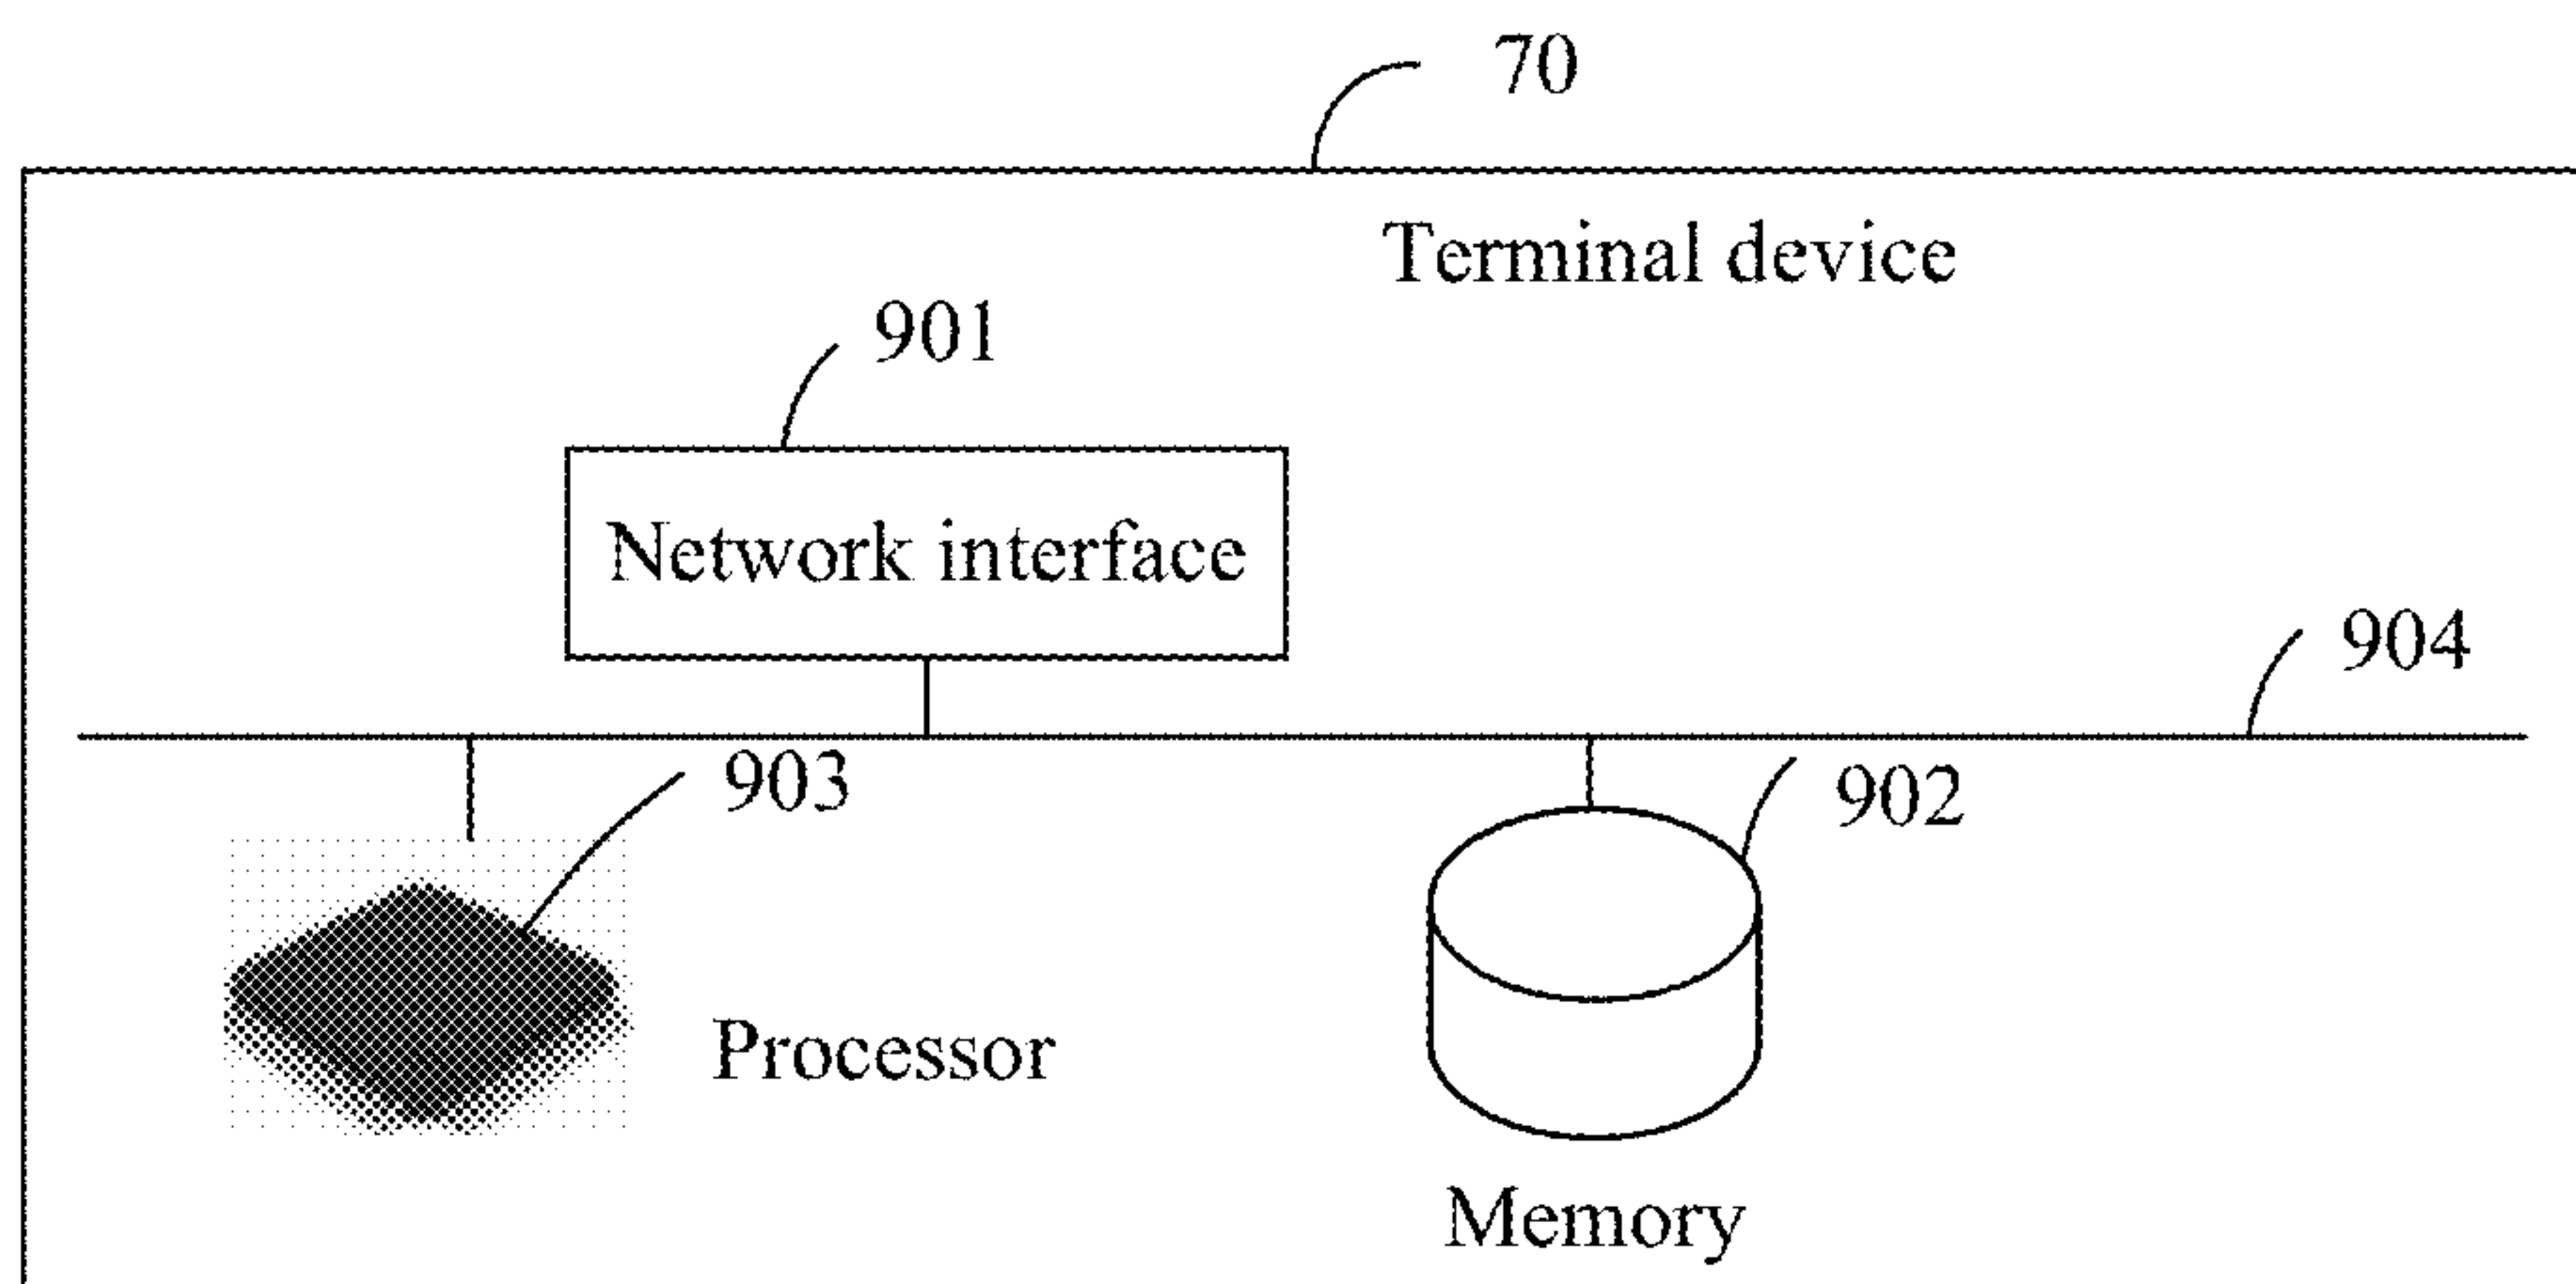 70
Terminal device
901
Network interface
904
903
902
Processor
Memory